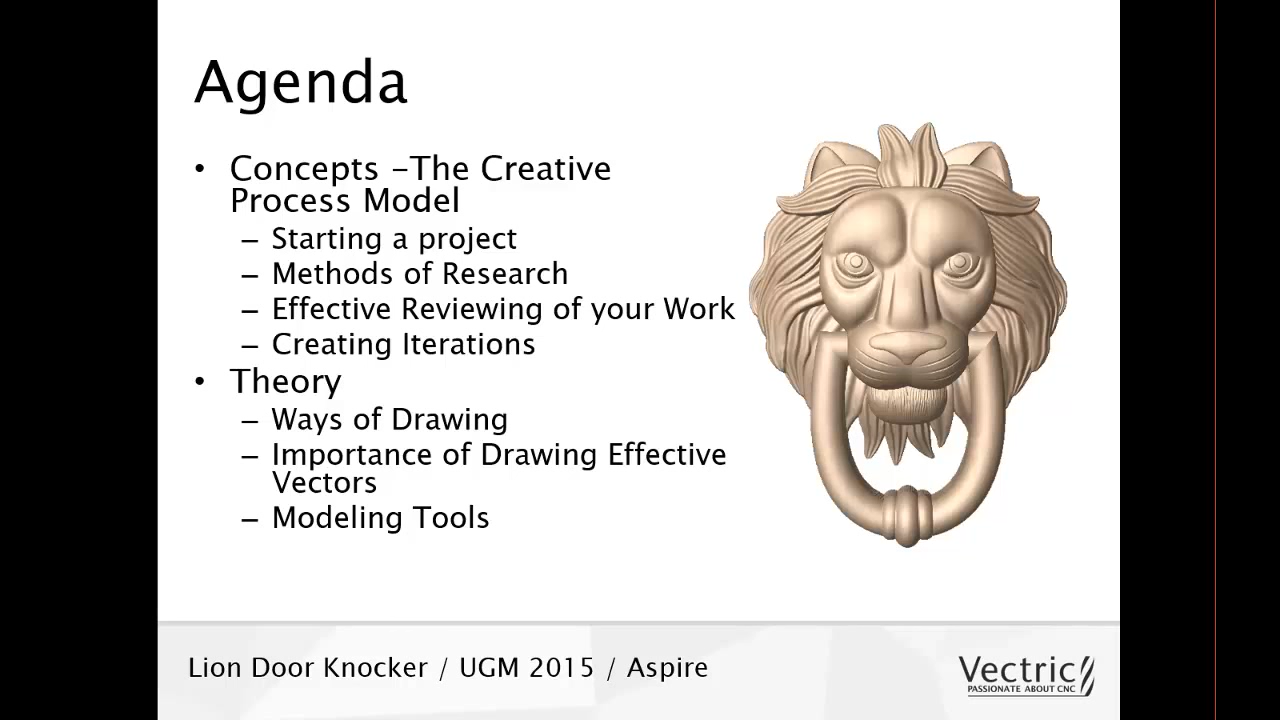 Agenda
• Concepts –The Creative
Process Model
– Starting a project
– Methods of Research
– Effective Reviewing of your Work
– Creating Iterations
• Theory
– Ways of Drawing
– Importance of Drawing Effective
Vectors
– Modeling Tools
Lion Door Knocker / UGM 2015 / Aspire
Vectric
PASSIONATE ABOUT CNC